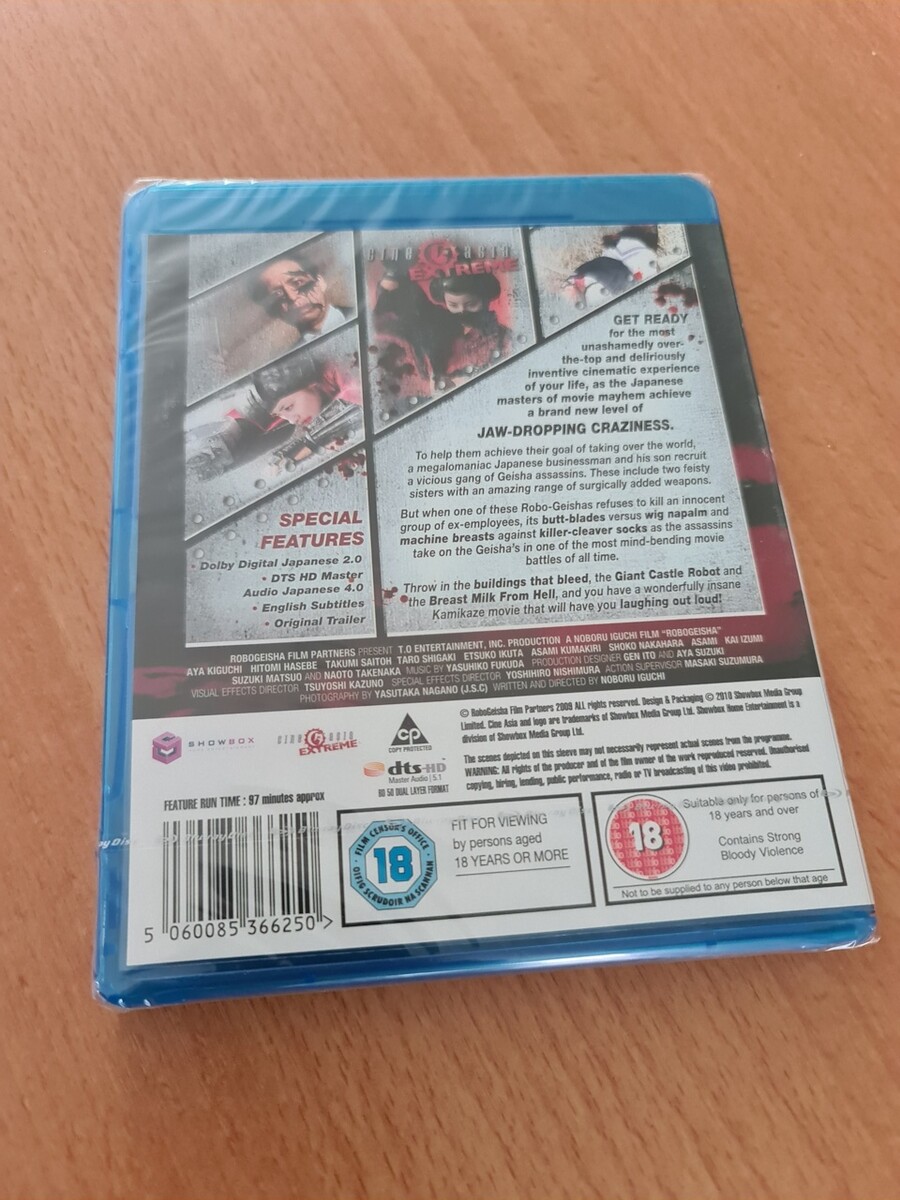 CINE ASIA
EXTREME
GET READY
for the most
unashamedly over-
the-top and deliriously
inventive cinematic experience
of your life, as the Japanese
masters of movie mayhem achieve
a brand new level of
JAW-DROPPING CRAZINESS.
To help them achieve their goal of taking over the world,
a megalomaniac Japanese businessman and his son recruit
a vicious gang of Geisha assassins. These include two feisty
sisters with an amazing range of surgically added weapons.
But when one of these Robo-Geishas refuses to kill an innocent
group of ex-employees, its butt-blades versus wig napalm and
machine breasts against killer-cleaver socks as the assassins
take on the Geisha's in one of the most mind-bending movie
battles of all time.
Throw in the buildings that bleed, the Giant Castle Robot and
the Breast Milk From Hell, and you have a wonderfully insane
Kamikaze movie that will have you laughing out loud!
SPECIAL
FEATURES
• Dolby Digital Japanese 2.0
• DTS HD Master
Audio Japanese 4.0
• English Subtitles
• Original Trailer
ROBOGEISHA FILM PARTNERS PRESENT T.O ENTERTAINMENT, INC. PRODUCTION A NOBORU IGUCHI FILM "ROBOGEISHA"
AYA KIGUCHI HITOMI HASEBE TAKUMI SAITOH TARO SHIGAKI ETSUKO IKUTA ASAMI KUMAKIRI SHOKO NAKAHARA ASAMI KAI IZUMI
SUZUKI MATSUO AND NAOTO TAKENAKA MUSIC BY YASUHIKO FUKUDA PRODUCTION DESIGNER GEN ITO AND AYA SUZUKI
VISUAL EFFECTS DIRECTOR TSUYOSHI KAZUNO SPECIAL EFFECTS DIRECTOR YOSHIHIRO NISHIMURA ACTION SUPERVISOR MASAKI SUZUMURA
PHOTOGRAPHY BY YASUTAKA NAGANO (J.S.C) WRITTEN AND DIRECTED BY NOBORU IGUCHI
SHOWBOX
CINE ASIA
EXTREME
CP
COPY PROTECTED
dts-HD
Master Audio | 5.1
BD 50 DUAL LAYER FORMAT
© RoboGeisha Film Partners 2009 ALL rights reserved. Design & Packaging © 2010 Showbox Media Group
Limited. Cine Asia and logo are trademarks of Showbox Media Group Ltd. Showbox Home Entertainment is a
division of Showbox Media Group Ltd.
The scenes depicted on this sleeve may not necessarily represent actual scenes from the programme.
WARNING: All rights of the producer and of the film owner of the work reproduced reserved. Unauthorised
copying, hiring, lending, public performance, radio or TV broadcasting of this video prohibited.
FEATURE RUN TIME : 97 minutes approx
5 060085 366250 >
FILM CENSOR'S OFFICE
18
OIFIG SCRUDOIR NA SCANNAN
FIT FOR VIEWING
by persons aged
18 YEARS OR MORE
18
Suitable only for persons of
18 years and over
Contains Strong
Bloody Violence
Not to be supplied to any person below that age